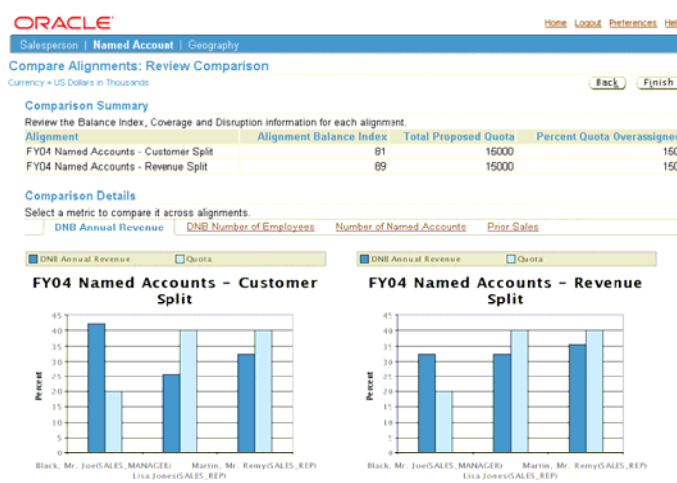 ORACLE
Home Logout Preferences Hel
Salesperson | Named Account | Geography
Compare Alignments: Review Comparison
Currency = US Dollars in Thousands
Back Finish
Comparison Summary
Review the Balance Index, Coverage and Disruption information for each alignment.
Alignment Alignment Balance Index Total Proposed Quota Percent Quota Overassigned
FY04 Named Accounts - Customer Split 81 15000 150
FY04 Named Accounts - Revenue Split 89 15000 150
Comparison Details
Select a metric to compare it across alignments.
DNB Annual Revenue DNB Number of Employees Number of Named Accounts Prior Sales
DNB Annual Revenue Quota
FY04 Named Accounts - Customer
Split
45
40
35
30
25
20
15
10
5
0
Percent
Black, Mr. Joe(SALES_MANAGER) Martin, Mr. Remy(SALES_REP)
Lisa Jones(SALES_REP)
DNB Annual Revenue Quota
FY04 Named Accounts - Revenue
Split
45
40
35
30
25
20
15
10
5
0
Percent
Black, Mr. Joe(SALES_MANAGER) Martin, Mr. Remy(SALES_REP)
Lisa Jones(SALES_REP)